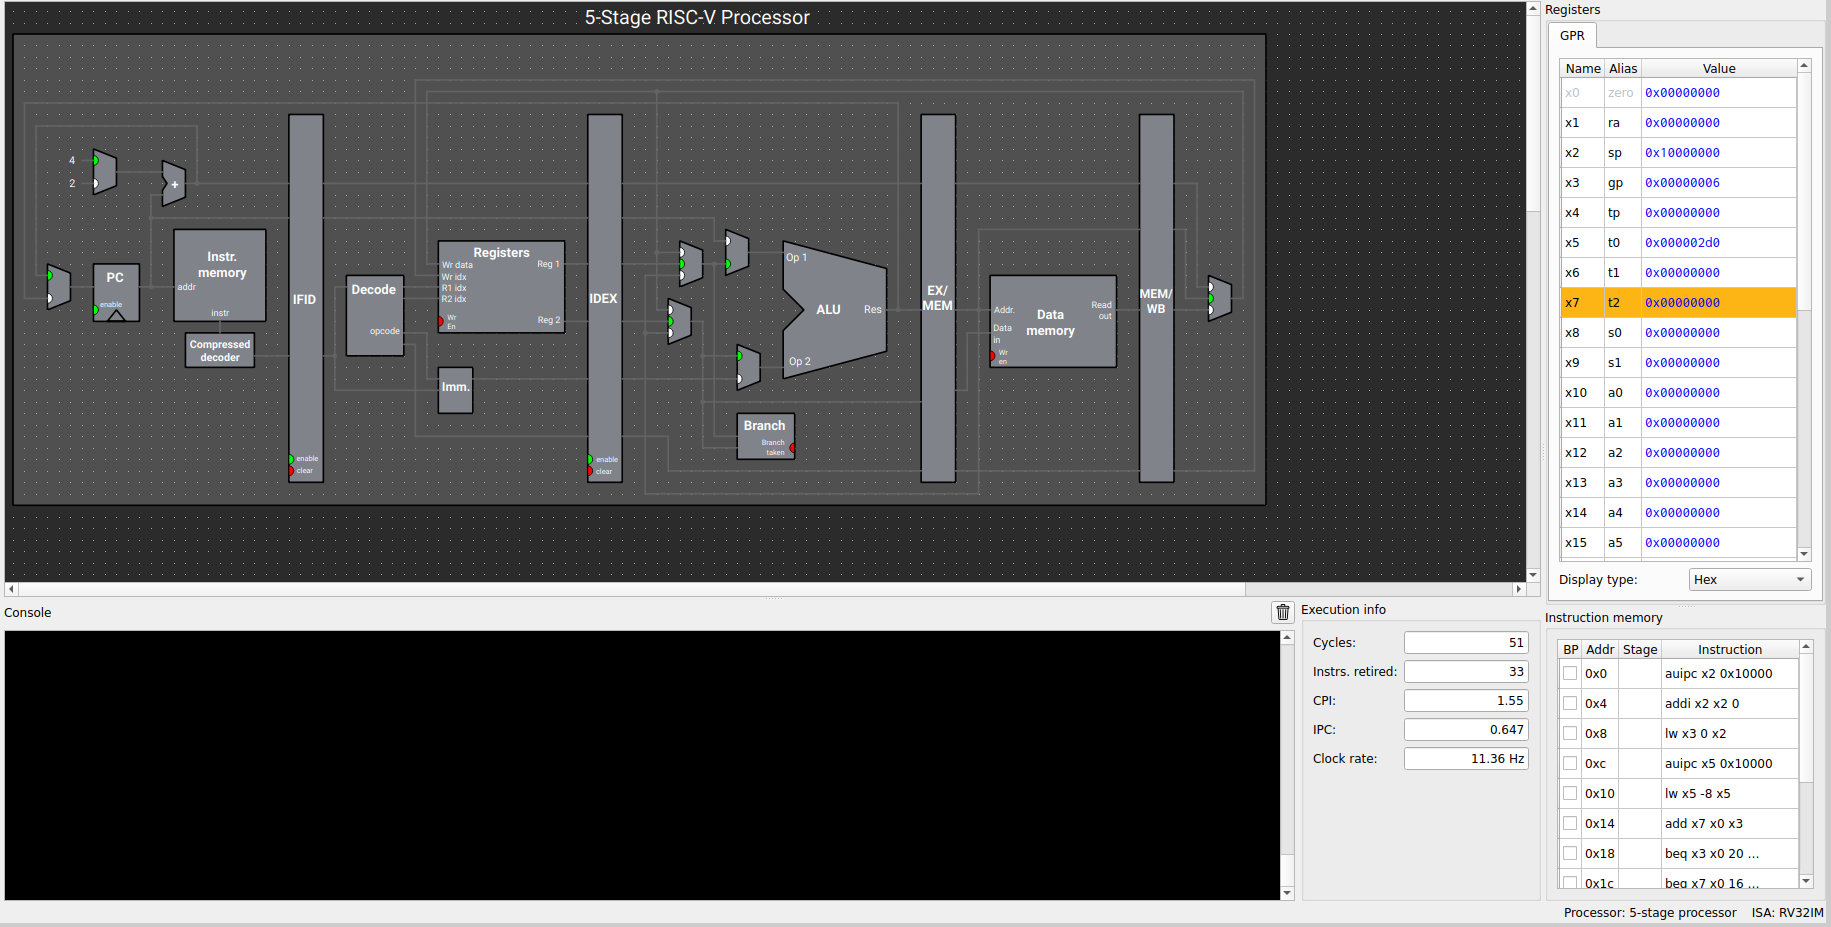 5-Stage RISC-V Processor
4
2
+
PC
enable
Instr.
memory
addr
instr
Compressed
decoder
IFID
enable
clear
Decode
opcode
Registers
Wr data
Wr idx
R1 idx
R2 idx
Wr
En
Reg 1
Reg 2
Imm.
IDEX
enable
clear
Op 1
ALU
Res
Op 2
Branch
Branch
taken
EX/
MEM
Addr.
Data
in
Wr
en
Data
memory
Read
out
MEM/
WB
Registers
GPR
Name Alias Value
x0 zero 0x00000000
x1 ra 0x00000000
x2 sp 0x10000000
x3 gp 0x00000006
x4 tp 0x00000000
x5 t0 0x000002d0
x6 t1 0x00000000
x7 t2 0x00000000
x8 s0 0x00000000
x9 s1 0x00000000
x10 a0 0x00000000
x11 a1 0x00000000
x12 a2 0x00000000
x13 a3 0x00000000
x14 a4 0x00000000
x15 a5 0x00000000
Display type: Hex
Console
Execution info
Cycles: 51
Instrs. retired: 33
CPI: 1.55
IPC: 0.647
Clock rate: 11.36 Hz
Instruction memory
BP Addr Stage Instruction
0x0 auipc x2 0x10000
0x4 addi x2 x2 0
0x8 lw x3 0 x2
0xc auipc x5 0x10000
0x10 lw x5 -8 x5
0x14 add x7 x0 x3
0x18 beq x3 x0 20 ...
0x1c beq x7 x0 16 ...
Processor: 5-stage processor ISA: RV32IM